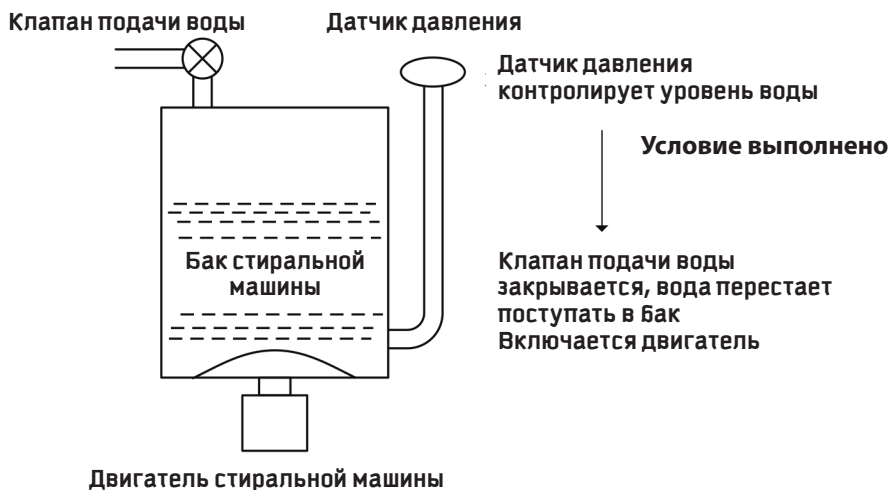 Клапан подачи воды
Датчик давления
Датчик давления
контролирует уровень воды
Условие выполнено
Бак стиральной
машины
Клапан подачи воды
закрывается, вода перестает
поступать в бак
Включается двигатель
Двигатель стиральной машины